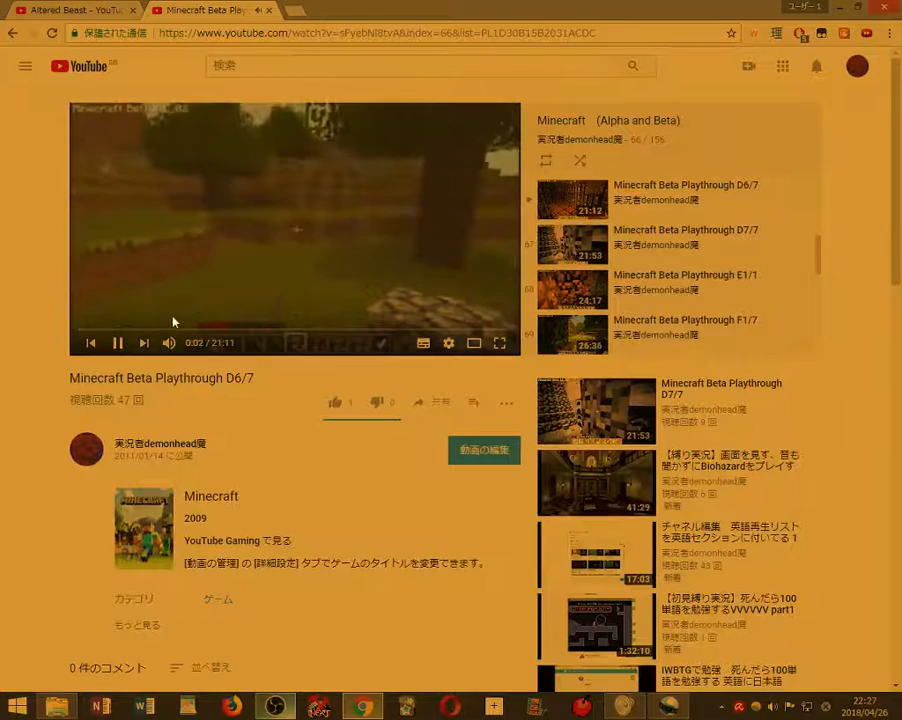 Altered Beast - YouTu
Minecraft Beta Play
ユーザー 1
保護された通信
https://www.youtube.com/watch?v=sFyebNI8tvA&index=66&list=PL1D30B15B2031ACDC
YouTube
検索
Minecraft (Alpha and Beta)
実況者demonhead魔 - 66 / 156
Minecraft Beta Playthrough D6/7
実況者demonhead魔
21:12
67
Minecraft Beta Playthrough D7/7
実況者demonhead魔
21:53
68
Minecraft Beta Playthrough E1/1
実況者demonhead魔
24:17
69
Minecraft Beta Playthrough F1/7
実況者demonhead魔
26:36
0:02 / 21:11
Minecraft Beta Playthrough D6/7
視聴回数 47 回
1
0
共有
実況者demonhead魔
2011/01/14 に公開
動画の編集
MINECRAFT
Minecraft
2009
YouTube Gaming で見る
[動画の管理] の [詳細設定] タブでゲームのタイトルを変更できます。
カテゴリ
ゲーム
もっと見る
0 件のコメント
並べ替え
Minecraft Beta Playthrough
D7/7
実況者demonhead魔
視聴回数 9 回
21:53
【縛り実況】画面を見ず、音も
聞かずにBiohazardをプレイす
実況者demonhead魔
視聴回数 6 回
新着
41:29
チャネル編集 英語再生リスト
を英語セクションに付いてる 1
実況者demonhead魔
視聴回数 43 回
新着
17:03
【初見縛り実況】死んだら100
単語を勉強するVVVVVV part1
実況者demonhead魔
視聴回数 1 回
新着
1:32:10
IWBTGで勉強 死んだら100単
語を勉強する 英語に日本語
22:27
2018/04/26